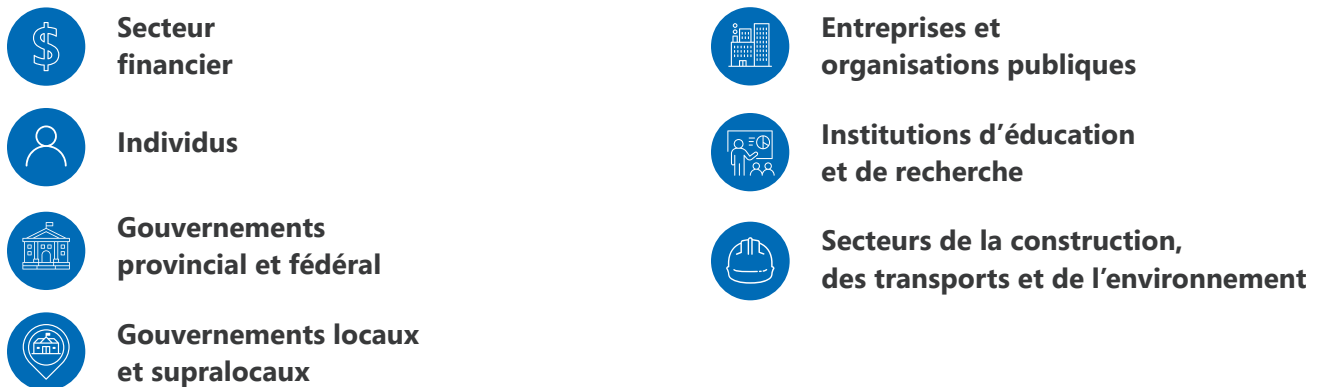 Secteur
financier
Individus
Gouvernements
provincial et fédéral
Gouvernements locaux
et supralocaux
Entreprises et
organisations publiques
Institutions d’éducation
et de recherche
Secteurs de la construction,
des transports et de l’environnement